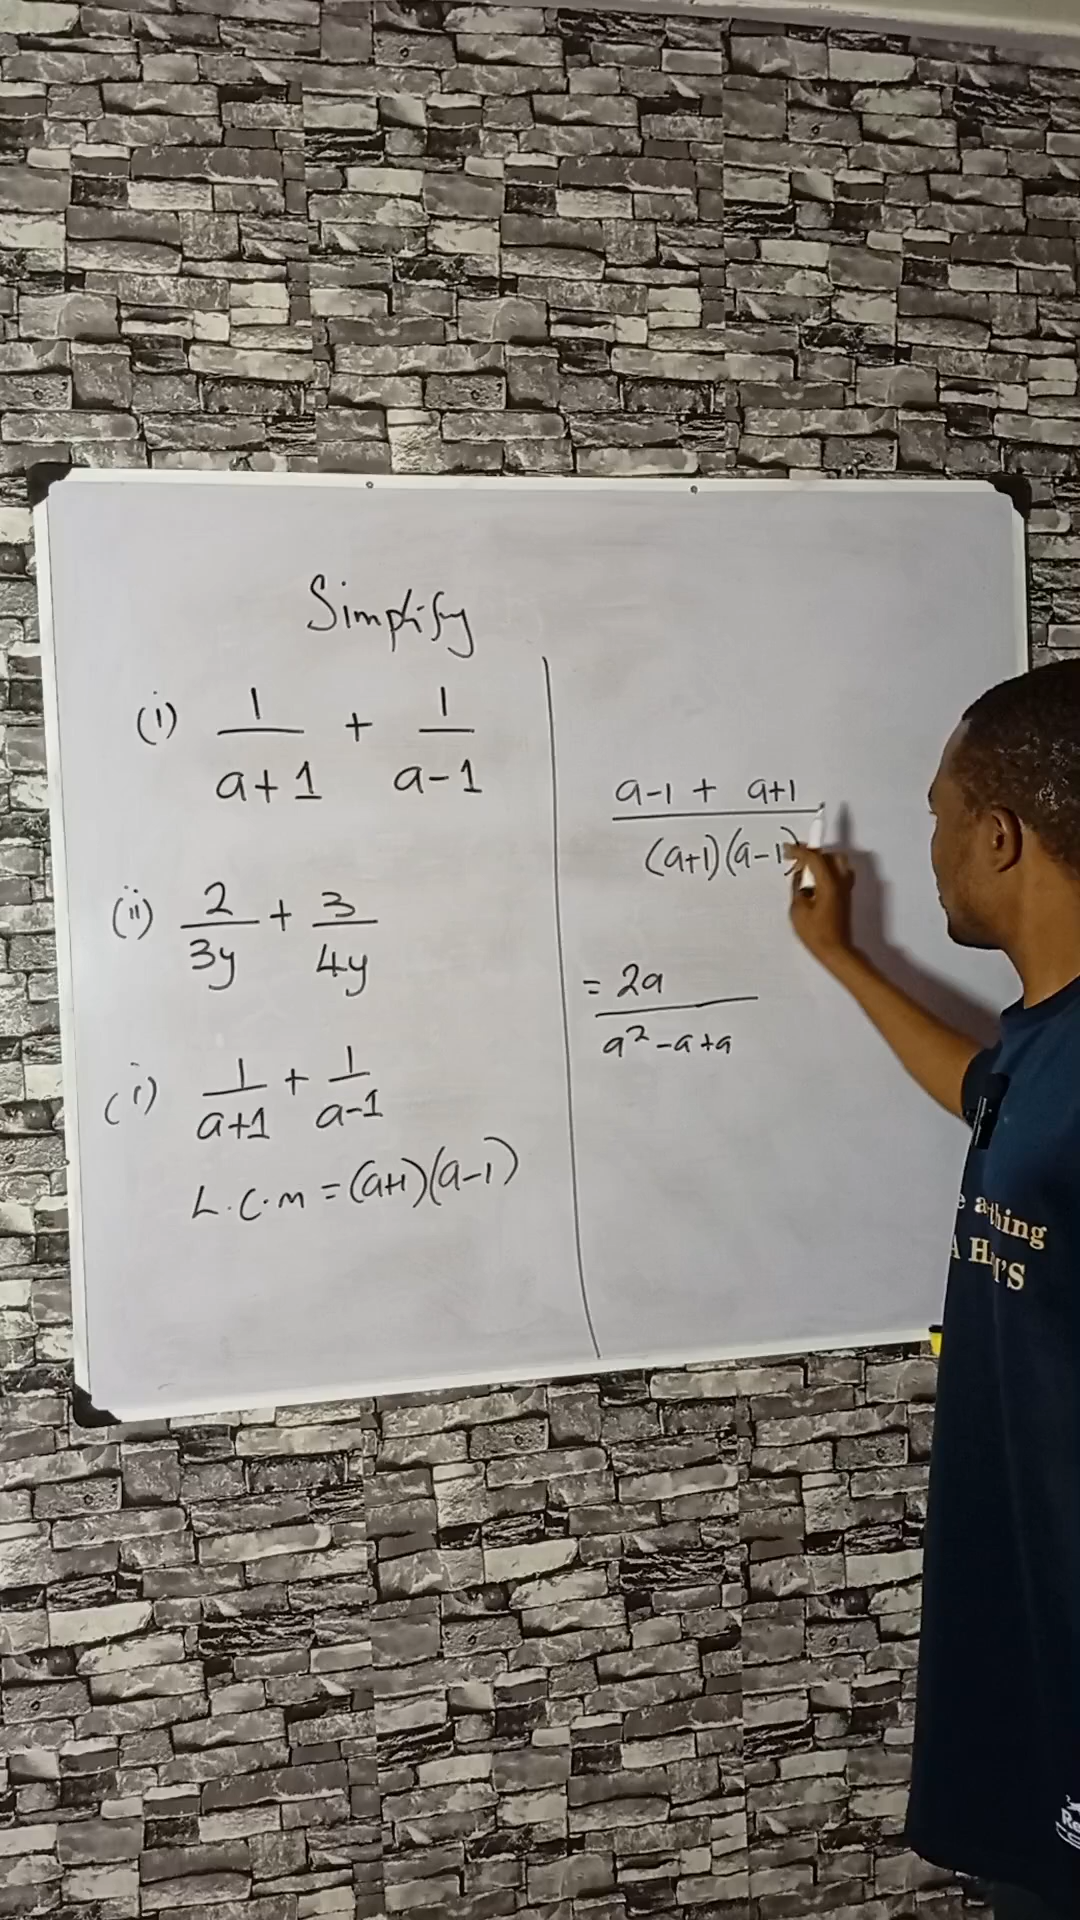 Simplify
(i) 1/(a+1) + 1/(a-1)
(ii) 2/3y + 3/4y
(i) 1/(a+1) + 1/(a-1)
L.C.M = (a+1)(a-1)
a-1 + a+1
(a+1)(a-1)
= 2a
a² -a+a
a-thing
A
'S